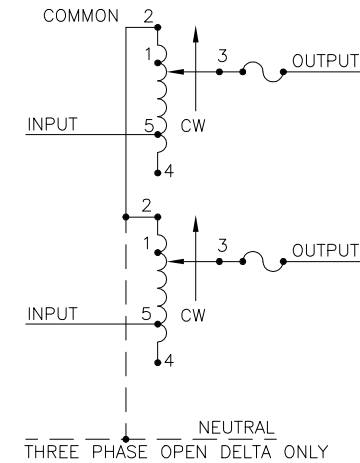 COMMON 2
1
3
OUTPUT
INPUT
5
CW
4
2
1
3
OUTPUT
INPUT
5
CW
4
NEUTRAL
THREE PHASE OPEN DELTA ONLY